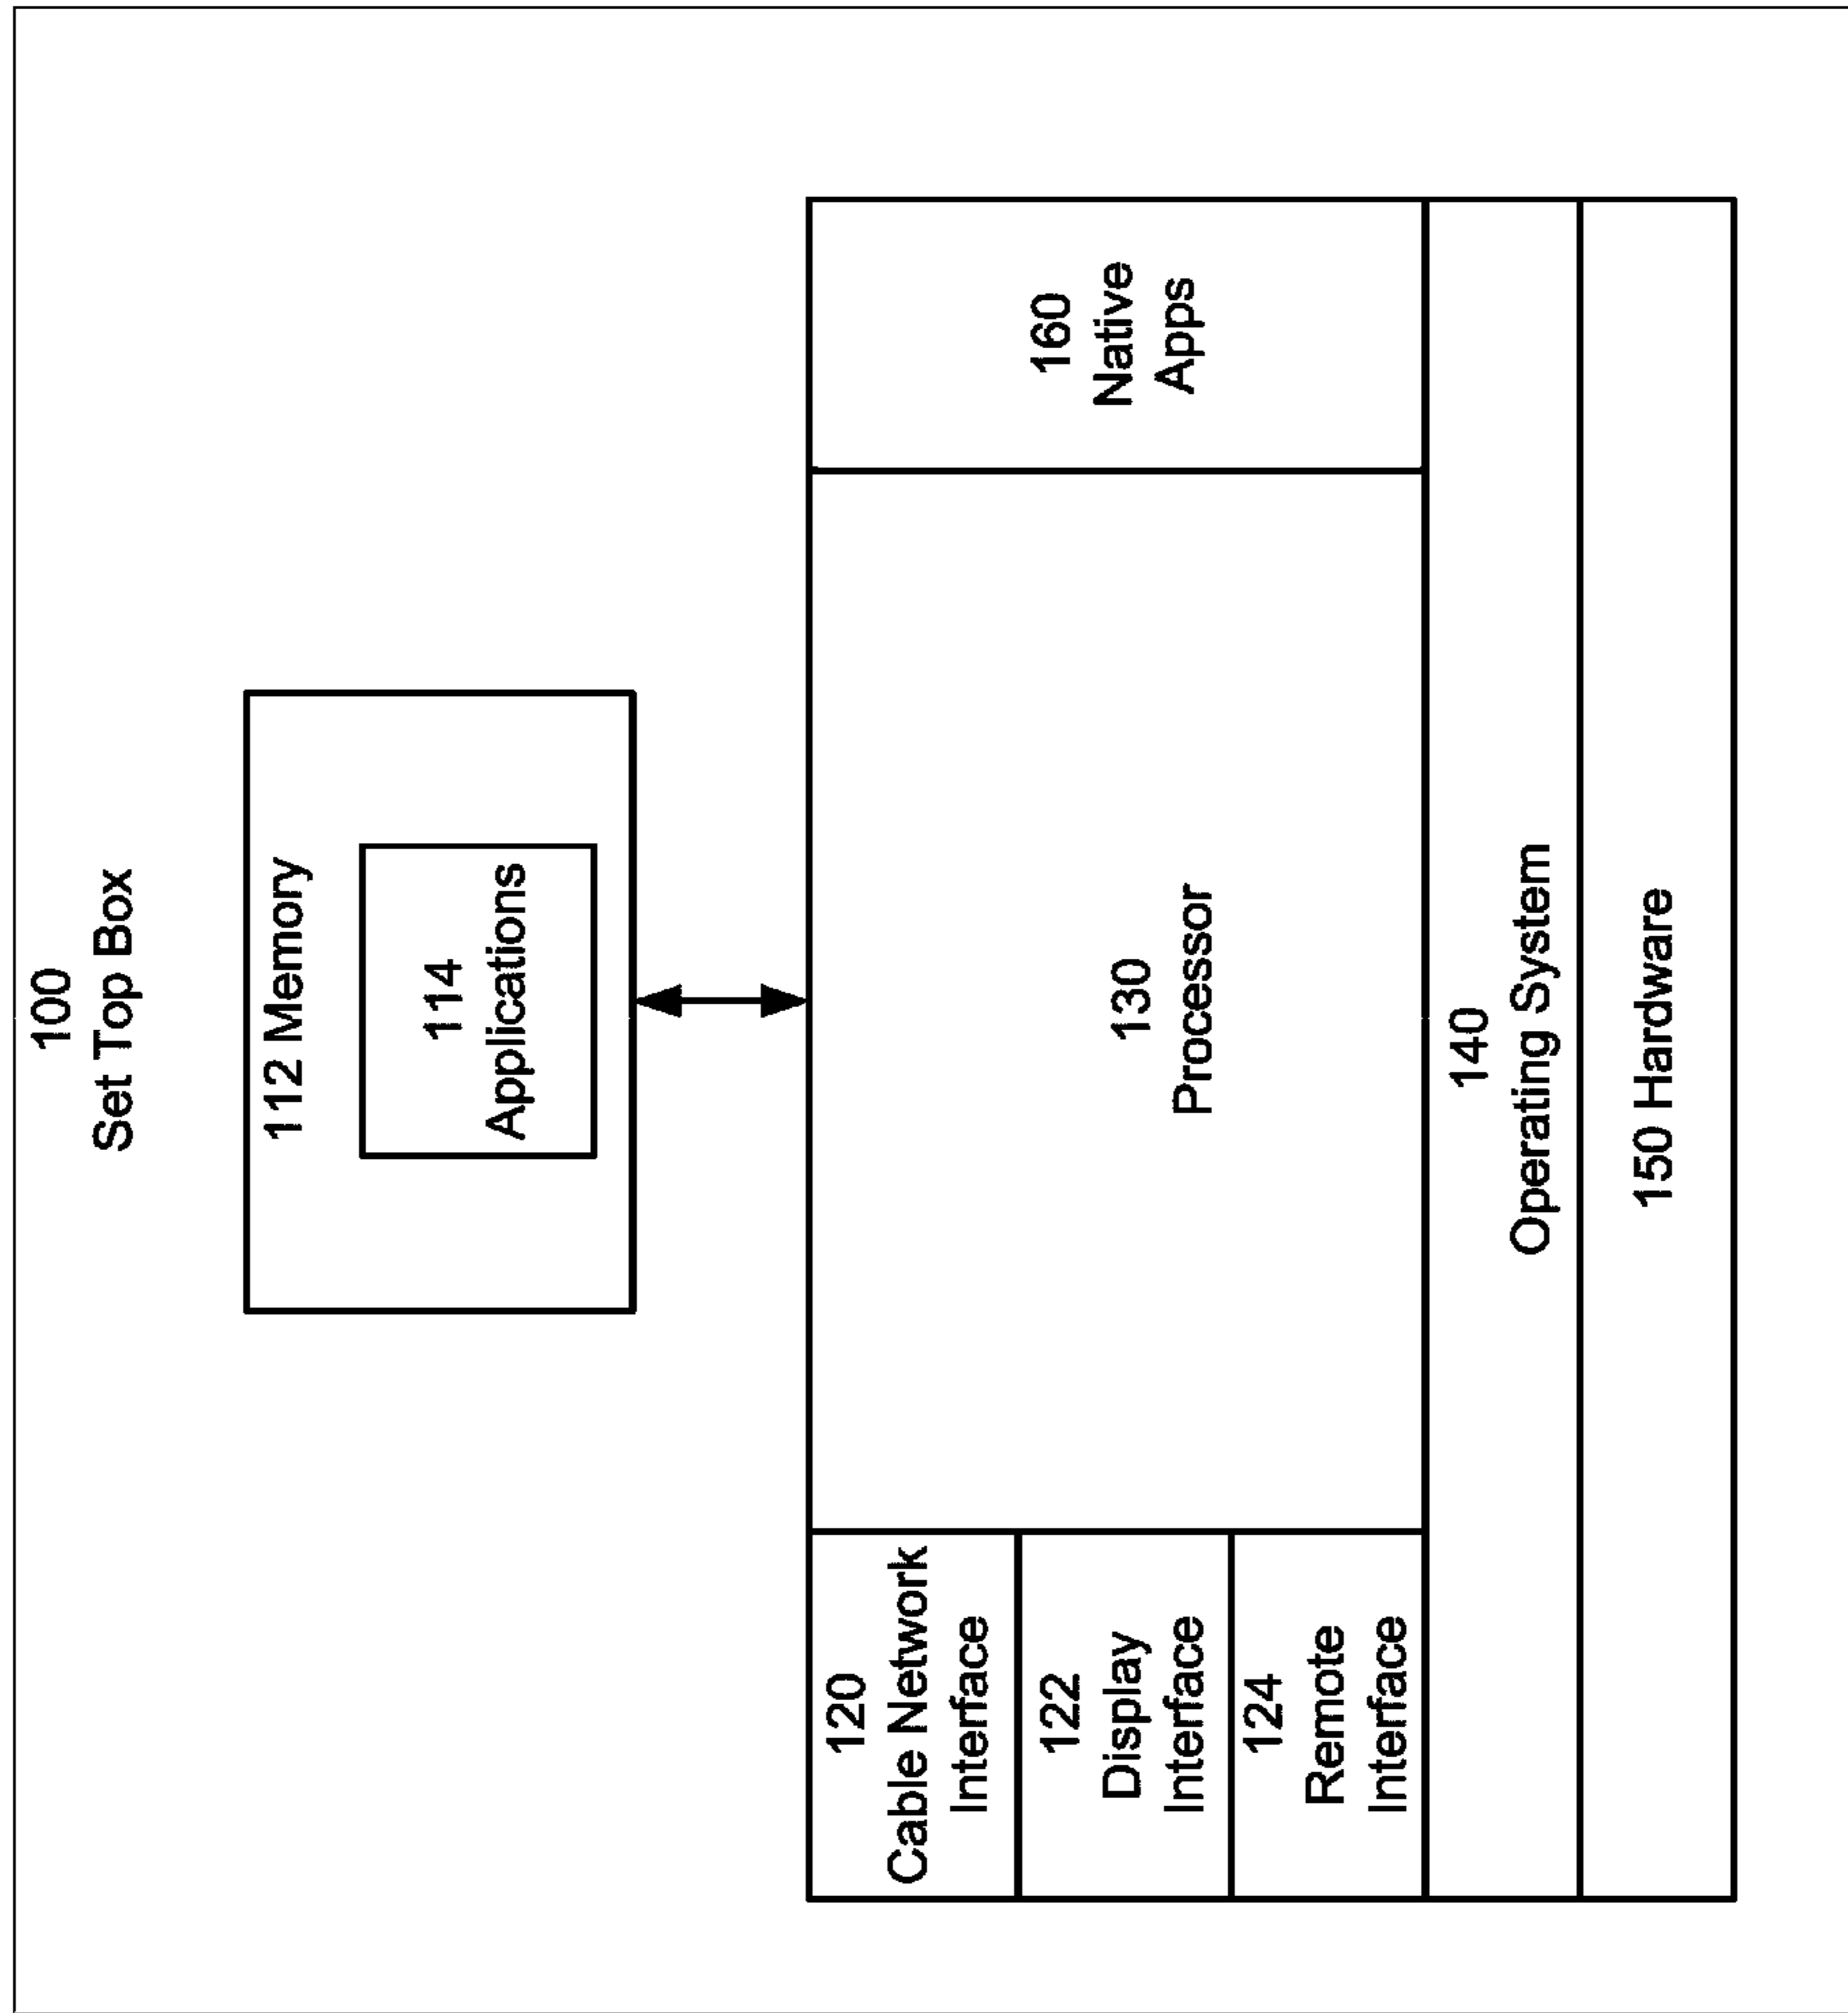 100
Set Top Box
112 Memory
114
Applications
120
Cable Network
Interface
122
Display
Interface
124
Remote
Interface
130
Processor
160
Native
Apps
140
Operating System
150 Hardware